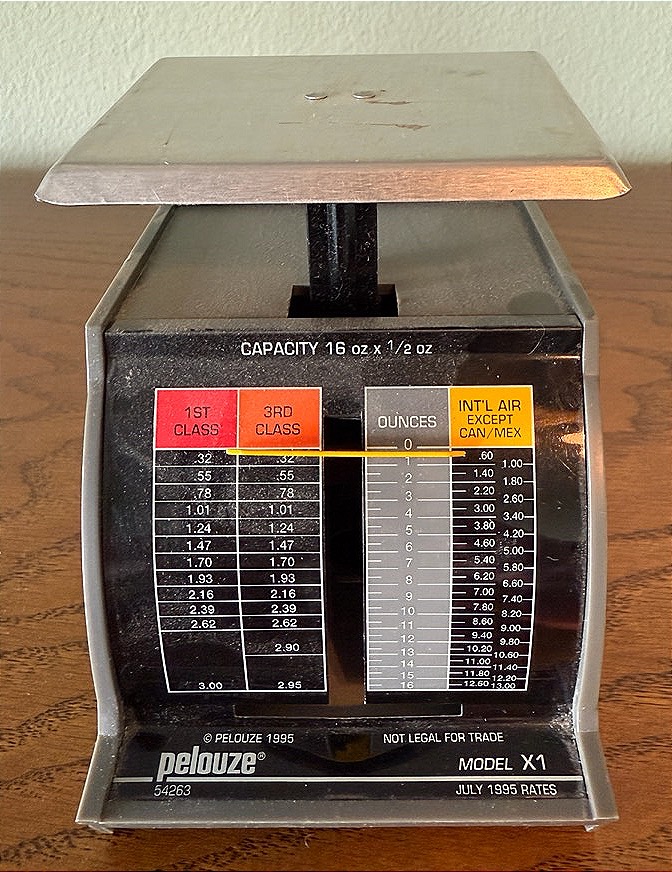 CAPACITY 16 oz x 1/2 oz
1ST CLASS
3RD CLASS
OUNCES
INT'L AIR EXCEPT CAN/MEX
0
.32 .32 1 .60 1.00
.55 .55 2 1.40 1.80
.78 .78 3 2.20 2.60
1.01 1.01 4 3.00 3.40
1.24 1.24 5 3.80 4.20
1.47 1.47 6 4.60 5.00
1.70 1.70 7 5.40 5.80
1.93 1.93 8 6.20 6.60
2.16 2.16 9 7.00 7.40
2.39 2.39 10 7.80 8.20
2.62 2.62 11 8.60 9.00
12 9.40 9.80
2.90 13 10.20 10.60
14 11.00 11.40
15 11.80 12.20
3.00 2.95 16 12.60 13.00
© PELOUZE 1995 NOT LEGAL FOR TRADE
pelouze® MODEL X1
54263 JULY 1995 RATES